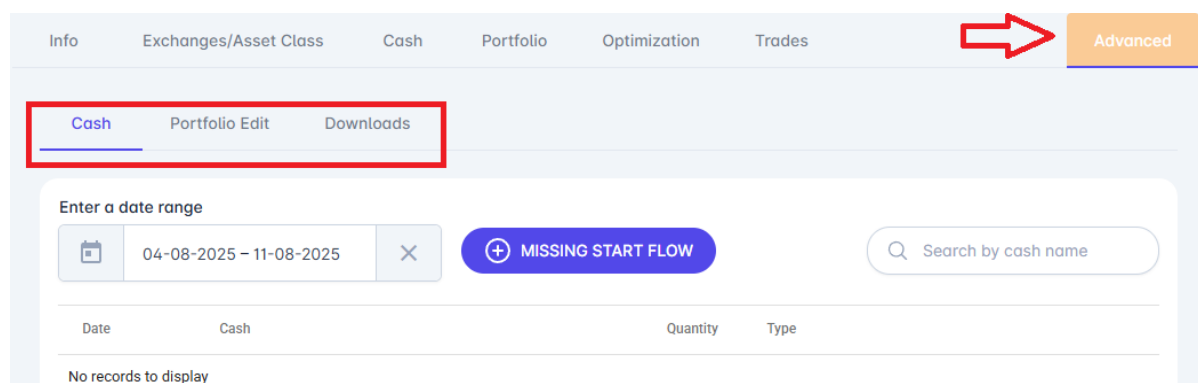 Info Exchanges/Asset Class Cash Portfolio Optimization Trades Advanced
Cash Portfolio Edit Downloads
Enter a date range
04-08-2025 – 11-08-2025 MISSING START FLOW Search by cash name
Date Cash Quantity Type
No records to display